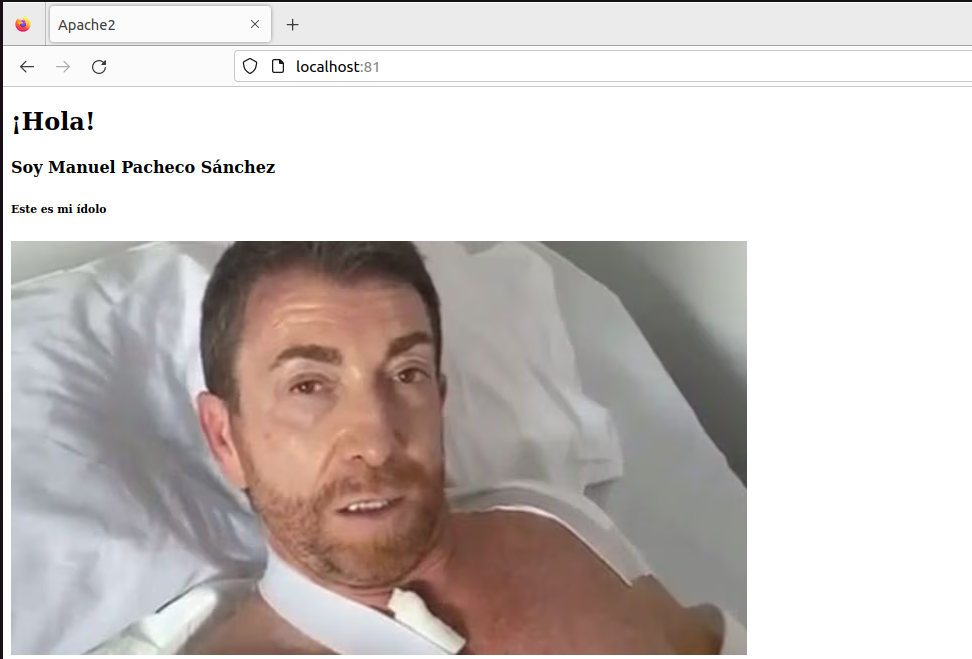 Apache2
localhost:81
¡Hola!
Soy Manuel Pacheco Sánchez
Este es mi ídolo